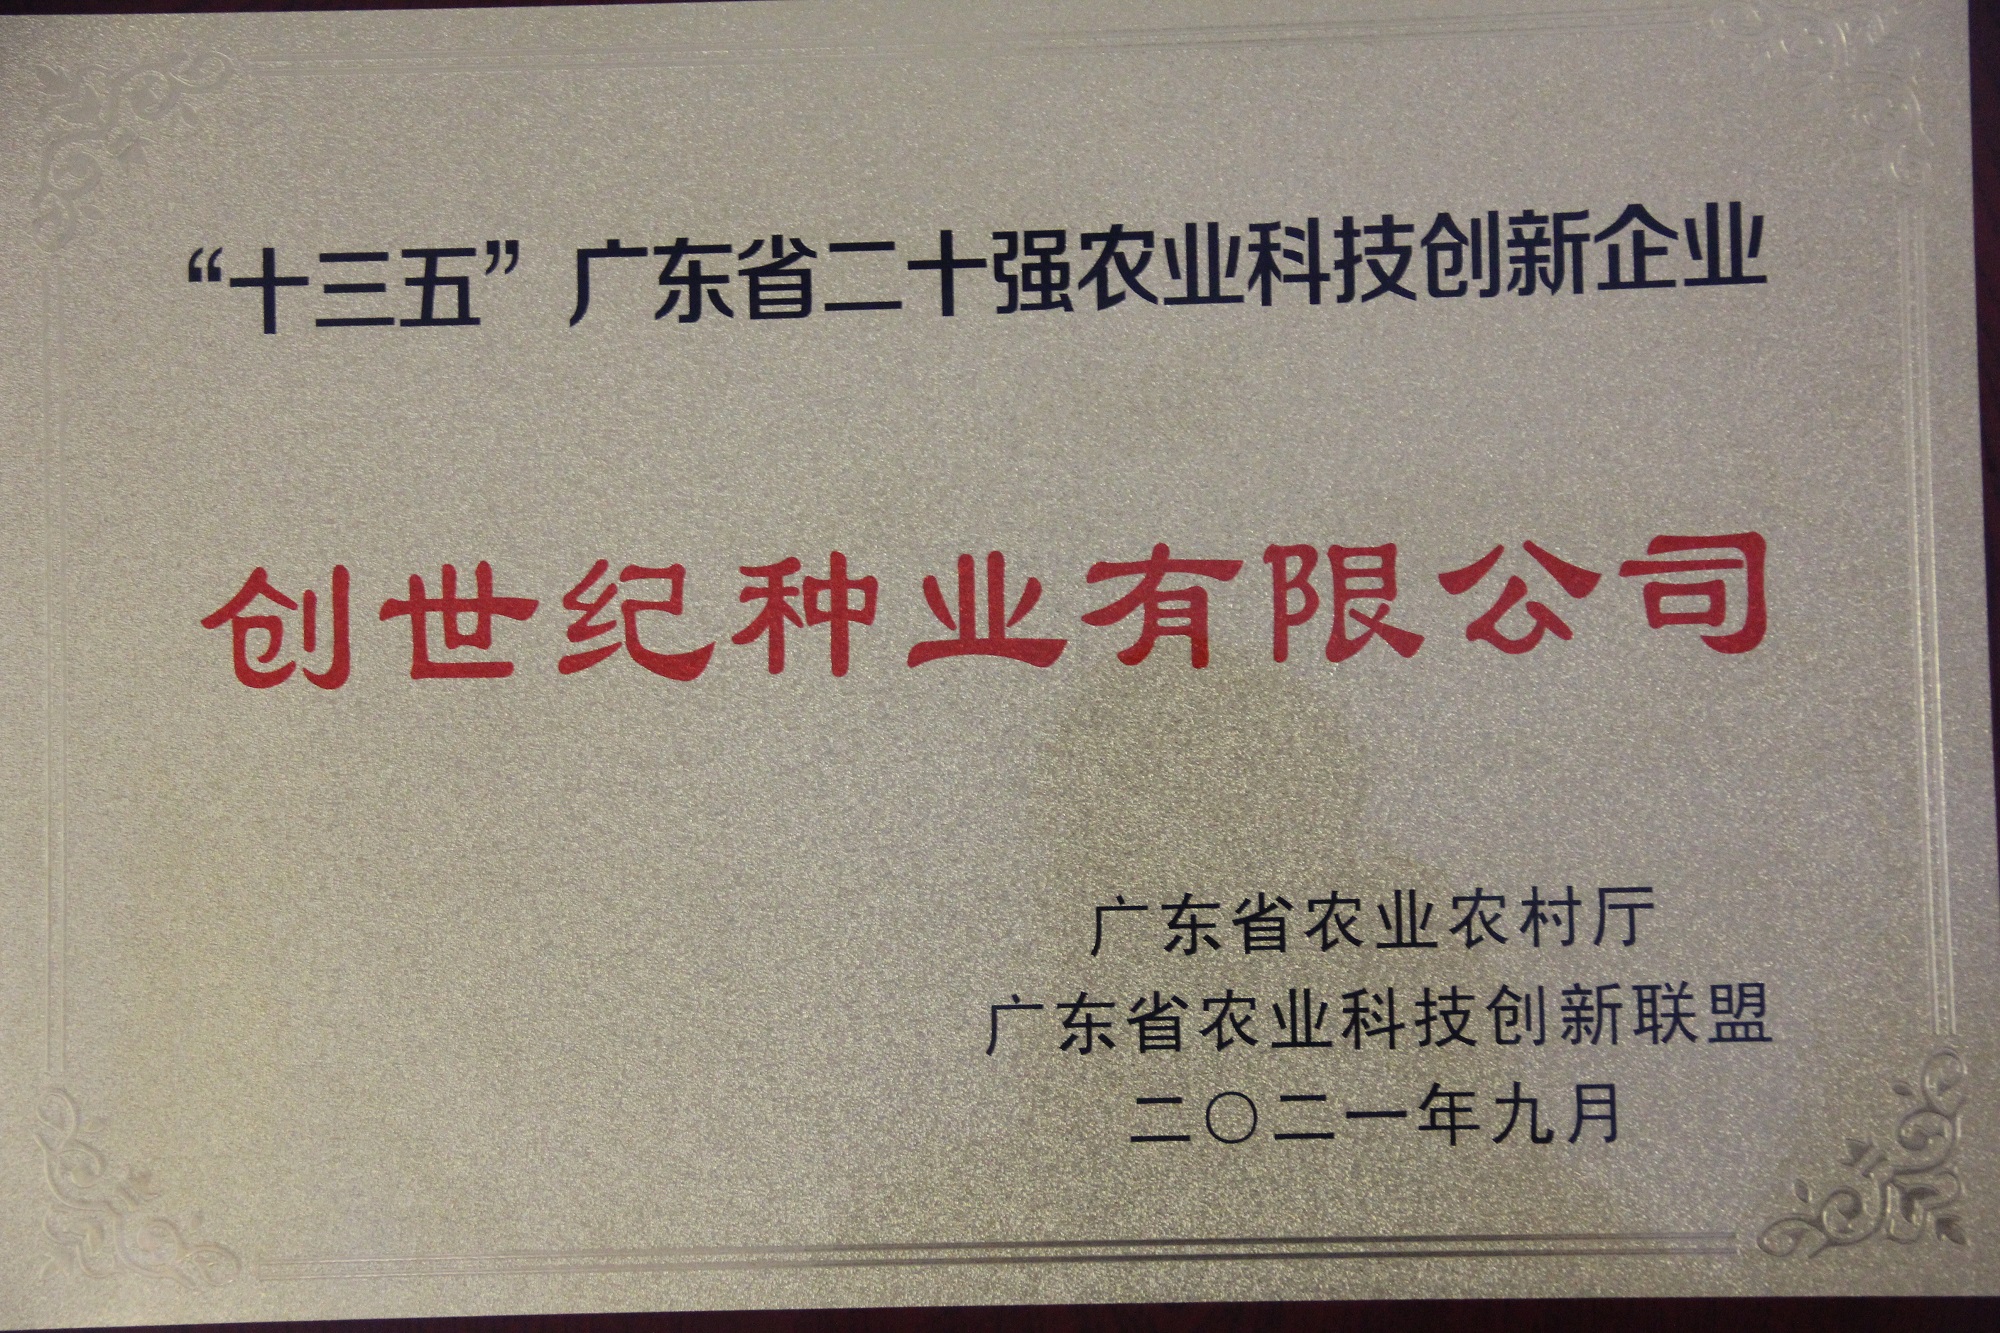 “十三五”广东省二十强农业科技创新企业
创世纪种业有限公司
广东省农业农村厅
广东省农业科技创新联盟
二〇二一年九月